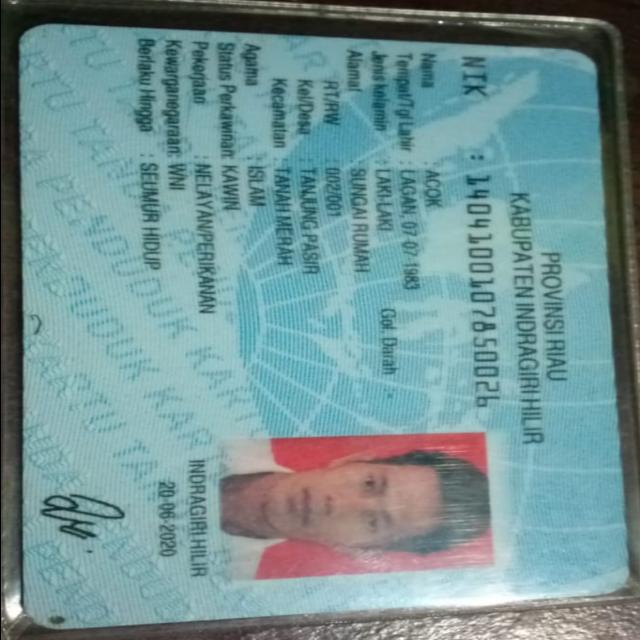 PROVINSI RIAU
KABUPATEN INDRAGIRI HILIR
NIK : 1404100107850026
Nama : ACOK
Tempat/Tgl Lahir : LAGAN, 07-07-1983
Jenis kelamin : LAKI-LAKI Gol. Darah : -
Alamat : SUNGAI RUMAH
RT/RW : 002/001
Kel/Desa : TANJUNG PASIR
Kecamatan : TANAH MERAH
Agama : ISLAM
Status Perkawinan: KAWIN
Pekerjaan : NELAYAN/PERIKANAN
Kewarganegaraan: WNI
Berlaku Hingga : SEUMUR HIDUP
INDRAGIRI HILIR
20-06-2020